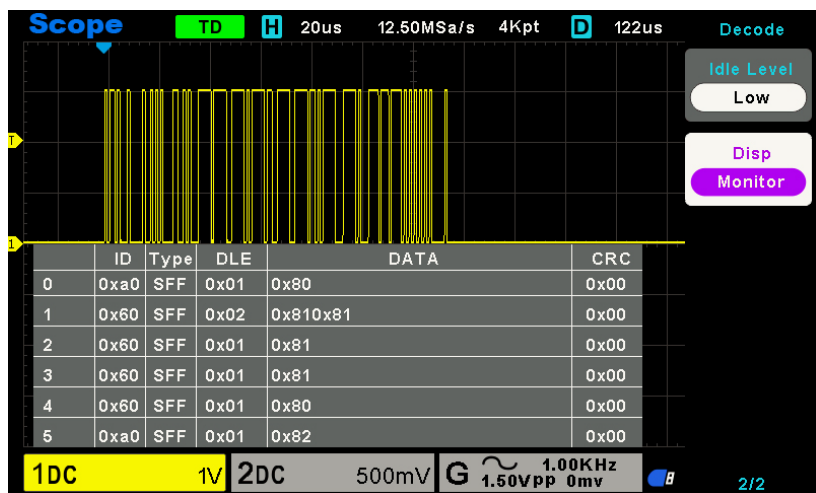 Scope TD H 20us 12.50MSa/s 4Kpt D 122us Decode
Idle Level
Low
Disp
Monitor
T
1
ID Type DLE DATA CRC
0 0xa0 SFF 0x01 0x80 0x00
1 0x60 SFF 0x02 0x810x81 0x00
2 0x60 SFF 0x01 0x81 0x00
3 0x60 SFF 0x01 0x81 0x00
4 0x60 SFF 0x01 0x80 0x00
5 0xa0 SFF 0x01 0x82 0x00
1DC 1V 2DC 500mV G 1.00KHz
1.50Vpp 0mv
2/2